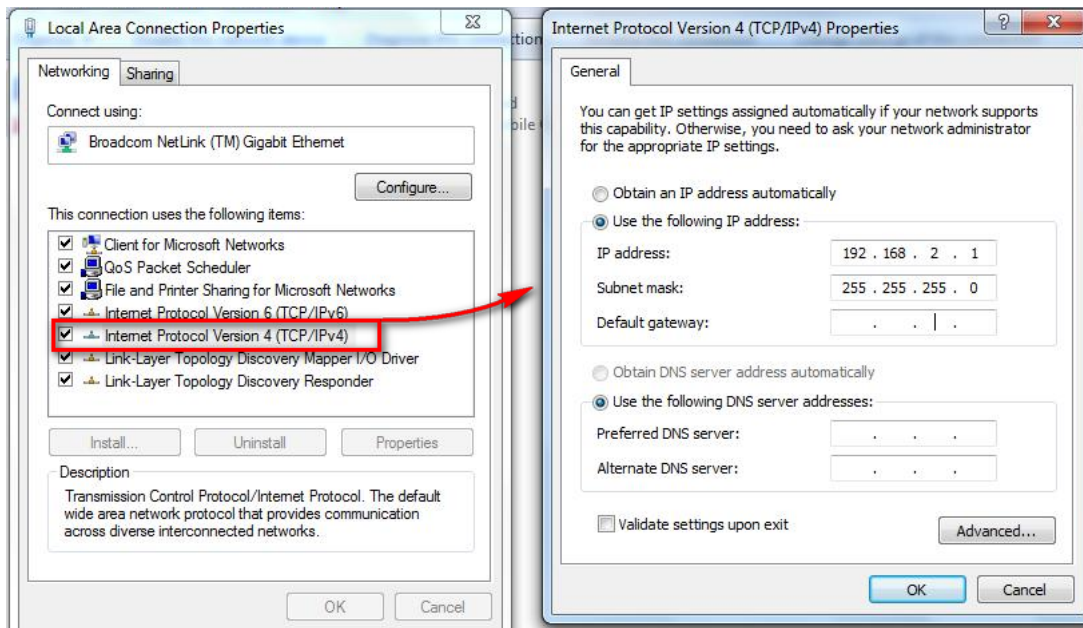 Local Area Connection Properties
Networking
Sharing
Connect using:
Broadcom NetLink (TM) Gigabit Ethernet
Configure...
This connection uses the following items:
Client for Microsoft Networks
QoS Packet Scheduler
File and Printer Sharing for Microsoft Networks
Internet Protocol Version 6 (TCP/IPv6)
Internet Protocol Version 4 (TCP/IPv4)
Link-Layer Topology Discovery Mapper I/O Driver
Link-Layer Topology Discovery Responder
Install...
Uninstall
Properties
Description
Transmission Control Protocol/Internet Protocol. The default
wide area network protocol that provides communication
across diverse interconnected networks.
OK
Cancel
Internet Protocol Version 4 (TCP/IPv4) Properties
General
You can get IP settings assigned automatically if your network supports
this capability. Otherwise, you need to ask your network administrator
for the appropriate IP settings.
Obtain an IP address automatically
Use the following IP address:
IP address: 192 . 168 . 2 . 1
Subnet mask: 255 . 255 . 255 . 0
Default gateway: . . .
Obtain DNS server address automatically
Use the following DNS server addresses:
Preferred DNS server: . . .
Alternate DNS server: . . .
Validate settings upon exit
Advanced...
OK
Cancel